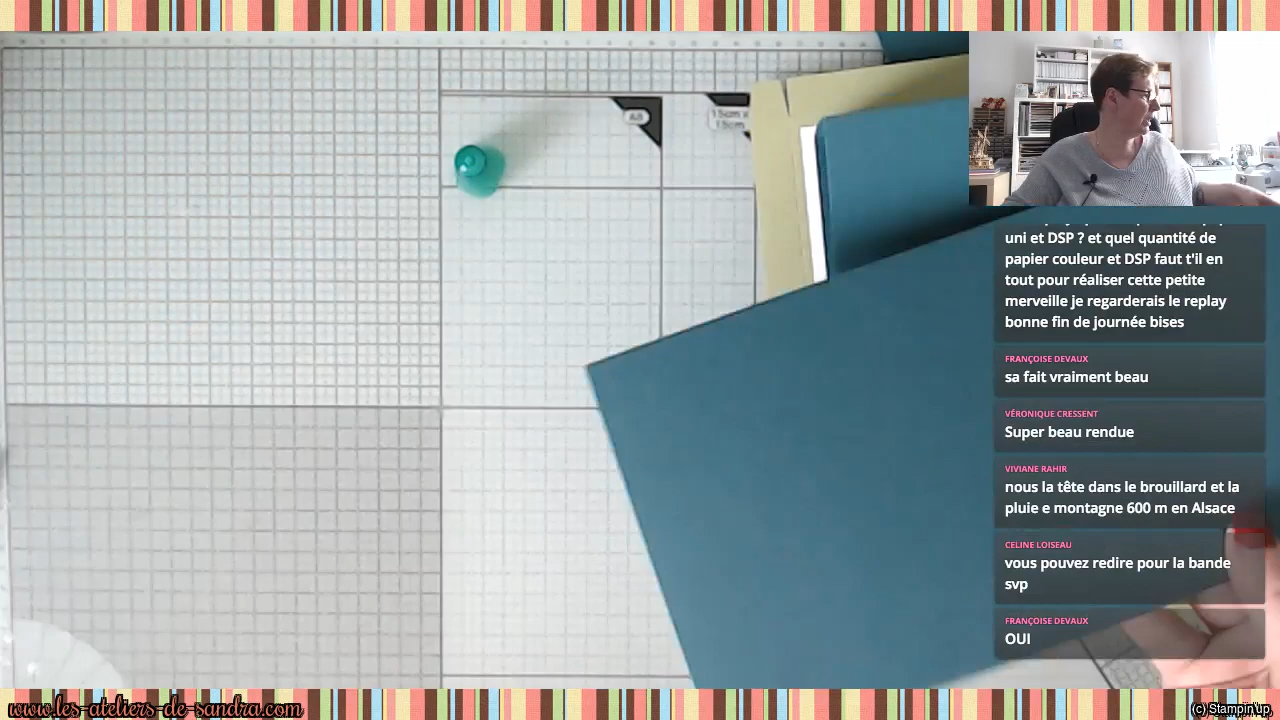 A6
15cm x
15cm
uni et DSP ? et quel quantité de
papier couleur et DSP faut t'il en
tout pour réaliser cette petite
merveille je regarderais le replay
bonne fin de journée bises
FRANÇOISE DEVAUX
sa fait vraiment beau
VÉRONIQUE CRESSENT
Super beau rendue
VIVIANE RAHIR
nous la tête dans le brouillard et la
pluie e montagne 600 m en Alsace
CELINE LOISEAU
vous pouvez redire pour la bande
svp
FRANÇOISE DEVAUX
OUI
www.les-ateliers-de-sandra.com
(c) Stampin'up